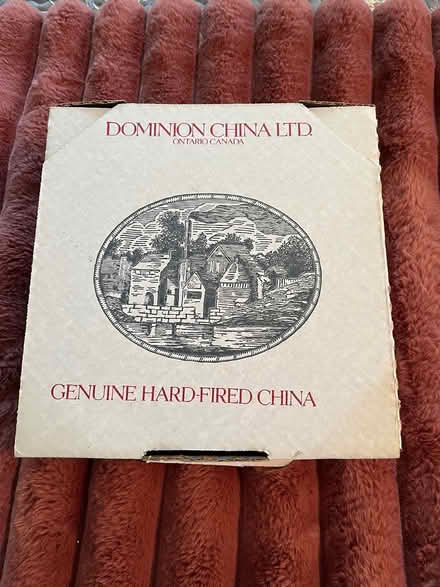 DOMINION CHINA LTD.
ONTARIO CANADA
GENUINE HARD-FIRED CHINA